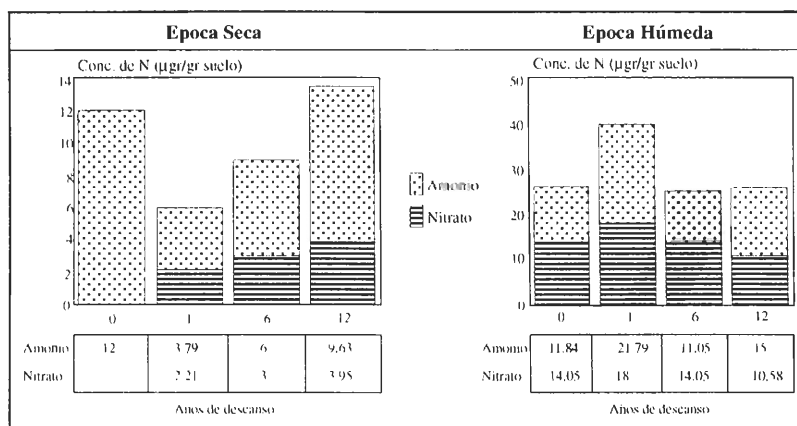 Epoca Seca
Conc. de N (µgr/gr suelo)
14
12
10
8
6
4
2
0
0 1 6 12
Amonio 12 3.79 6 9.63
Nitrato 2.21 3 3.95
Anos de descanso
Amonio
Nitrato
Epoca Húmeda
Conc. de N (µgr/gr suelo)
50
40
30
20
10
0
0 1 6 12
Amonio 11.84 21.79 11.05 15
Nitrato 14.05 18 14.05 10.58
Años de descanso